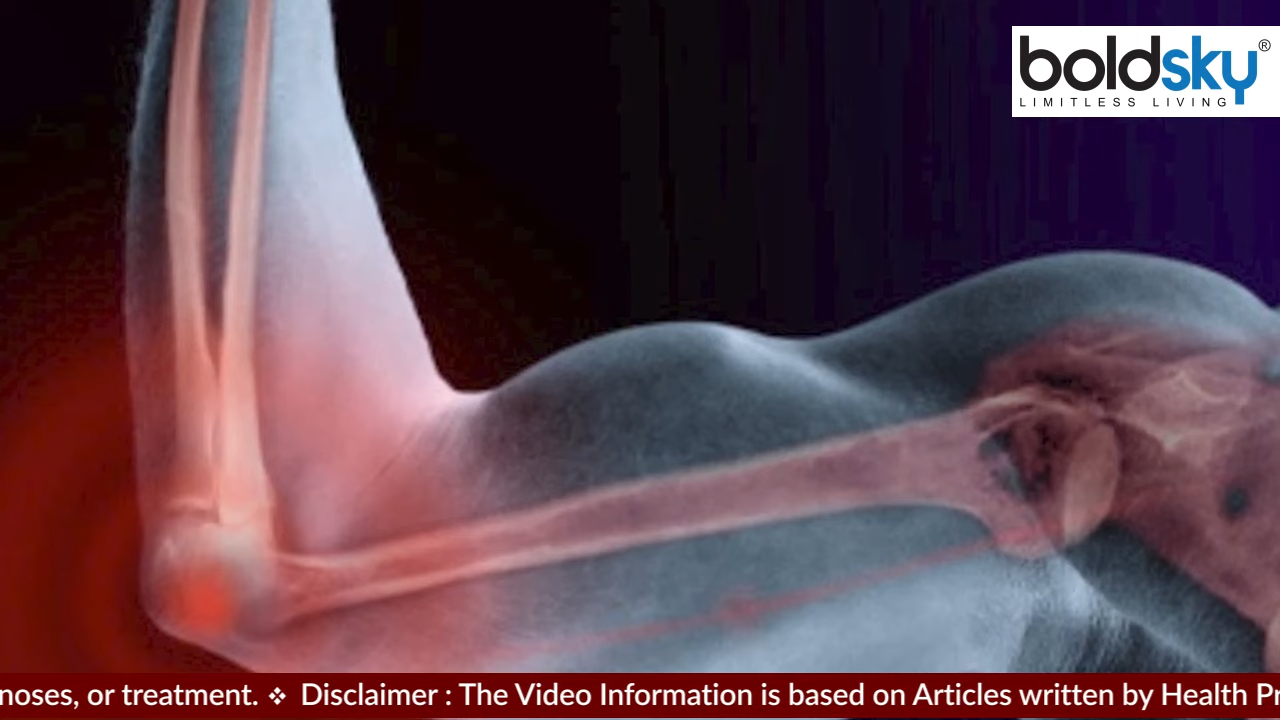 boldsky®
LIMITLESS LIVING
noses, or treatment. ❖ Disclaimer : The Video Information is based on Articles written by Health Pr